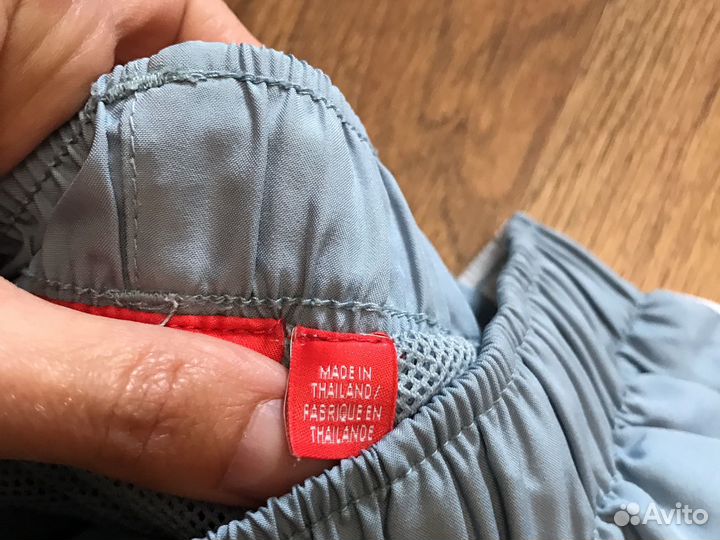 MADE IN
THAILAND/
FABRIQUE EN
THAILANDE
Avito